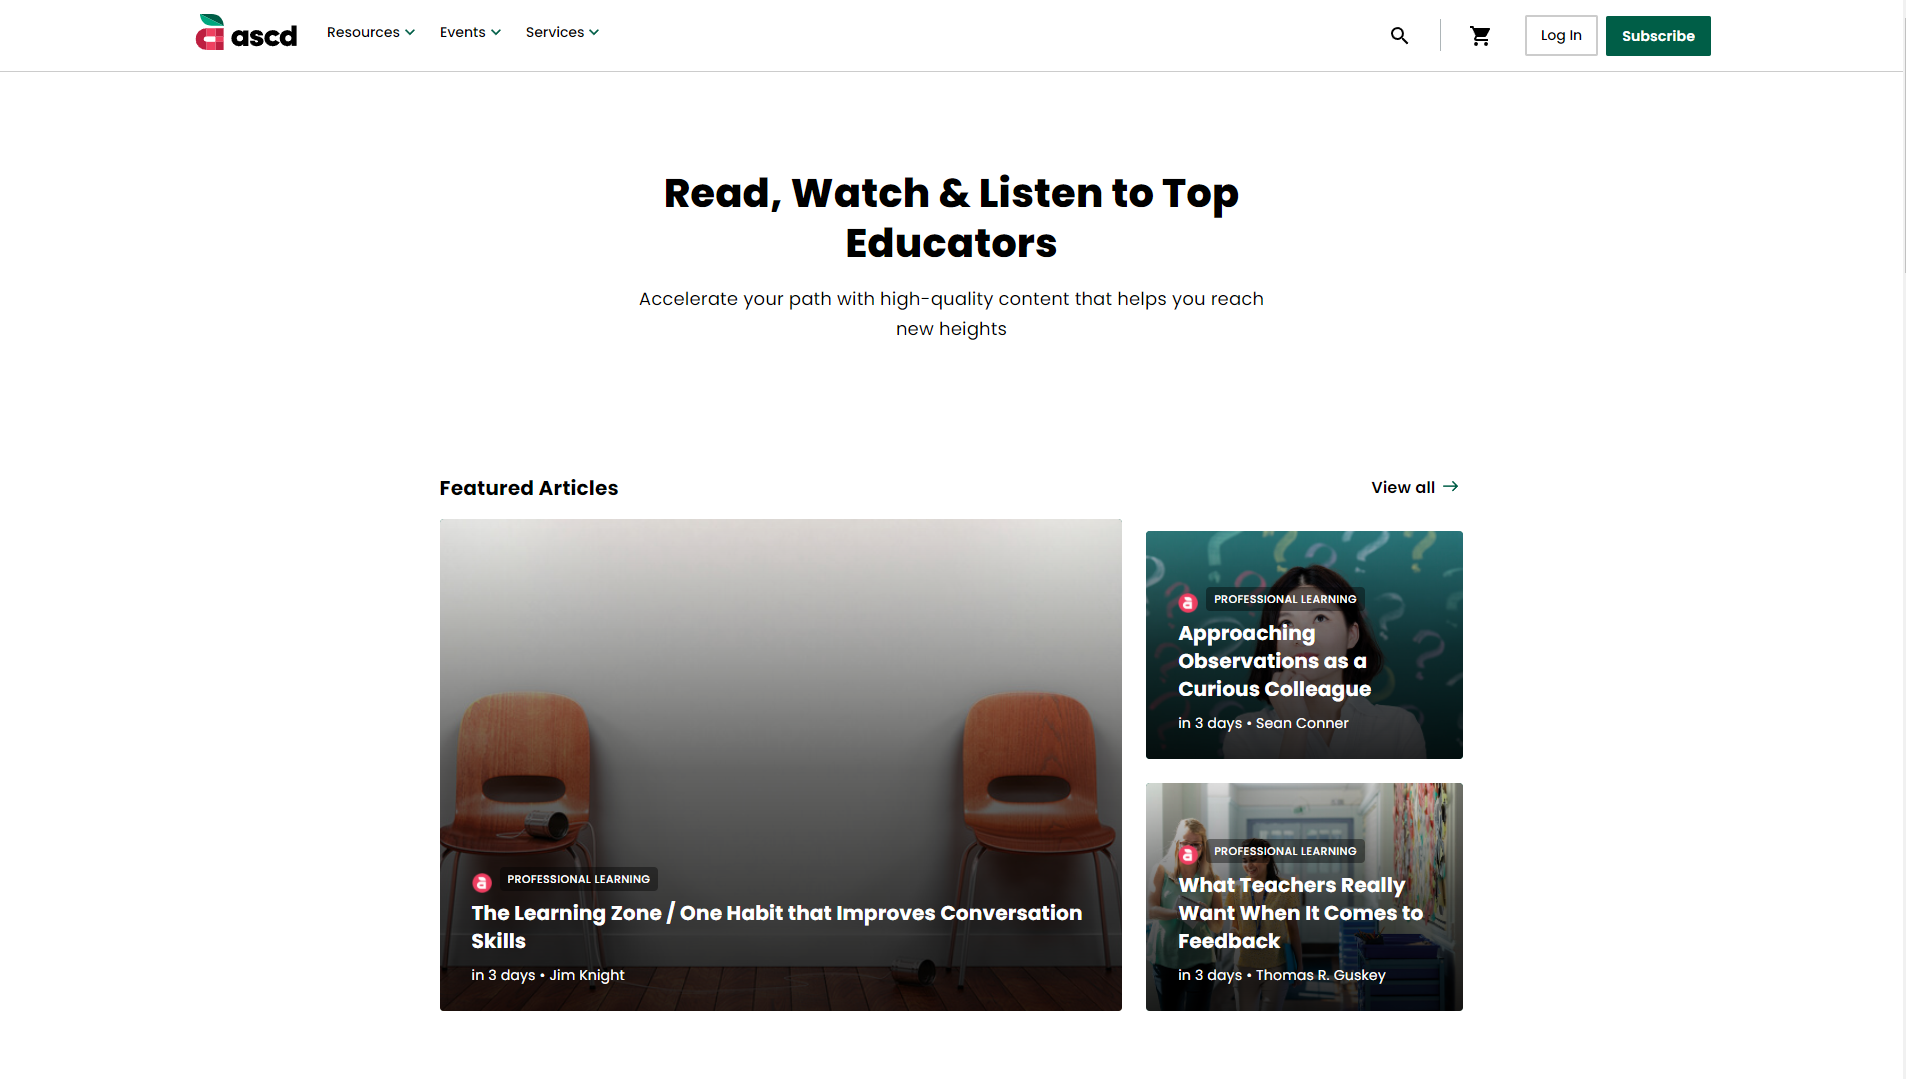 ascd
Resources
Events
Services
Log In
Subscribe
Read, Watch & Listen to Top
Educators
Accelerate your path with high-quality content that helps you reach
new heights
Featured Articles
View all
PROFESSIONAL LEARNING
The Learning Zone / One Habit that Improves Conversation
Skills
in 3 days • Jim Knight
PROFESSIONAL LEARNING
Approaching
Observations as a
Curious Colleague
in 3 days • Sean Conner
PROFESSIONAL LEARNING
What Teachers Really
Want When It Comes to
Feedback
in 3 days • Thomas R. Guskey